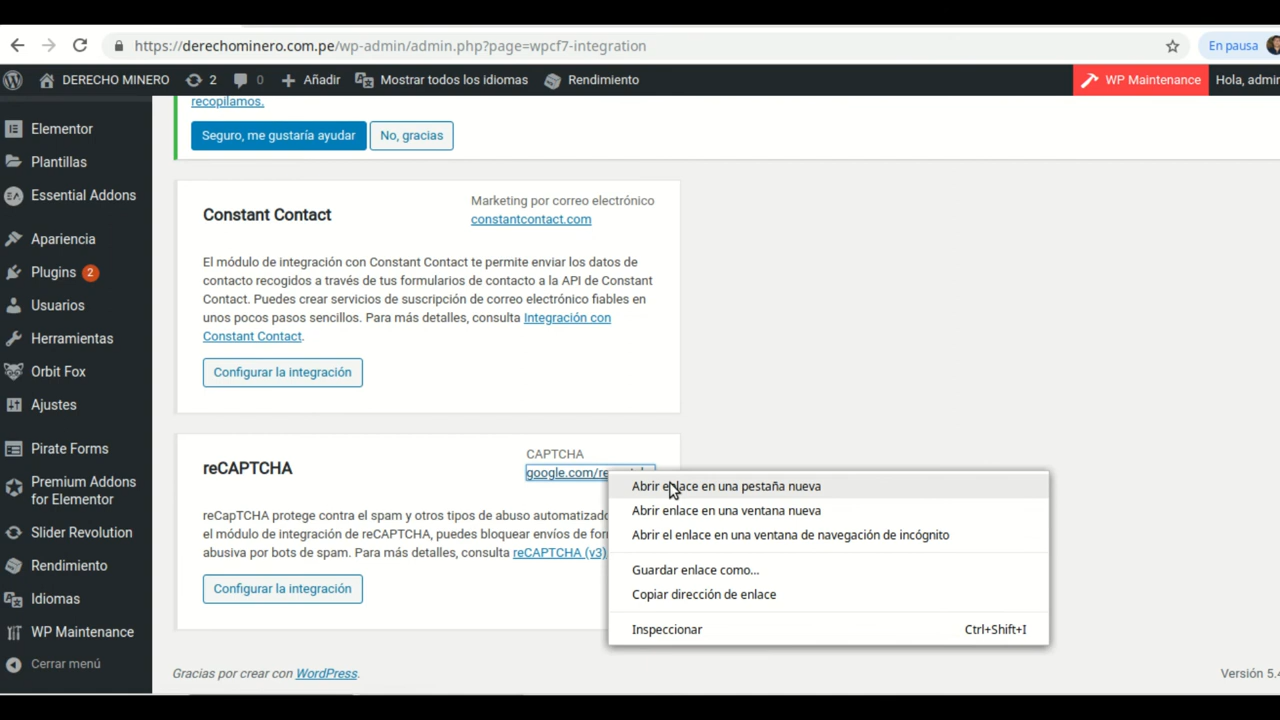 https://derechominero.com.pe/wp-admin/admin.php?page=wpcf7-integration
En pausa
DERECHO MINERO
2
0
Añadir
Mostrar todos los idiomas
Rendimiento
WP Maintenance
Hola, admin
Elementor
Plantillas
Essential Addons
Apariencia
Plugins 2
Usuarios
Herramientas
Orbit Fox
Ajustes
Pirate Forms
Premium Addons
for Elementor
Slider Revolution
Rendimiento
Idiomas
WP Maintenance
Cerrar menú
recopilamos.
Seguro, me gustaría ayudar
No, gracias
Constant Contact
Marketing por correo electrónico
constantcontact.com
El módulo de integración con Constant Contact te permite enviar los datos de
contacto recogidos a través de tus formularios de contacto a la API de Constant
Contact. Puedes crear servicios de suscripción de correo electrónico fiables en
unos pocos pasos sencillos. Para más detalles, consulta Integración con
Constant Contact.
Configurar la integración
reCAPTCHA
CAPTCHA
google.com/re
reCapTCHA protege contra el spam y otros tipos de abuso automatizado
el módulo de integración de reCAPTCHA, puedes bloquear envíos de for
abusiva por bots de spam. Para más detalles, consulta reCAPTCHA (v3)
Configurar la integración
Abrir enlace en una pestaña nueva
Abrir enlace en una ventana nueva
Abrir el enlace en una ventana de navegación de incógnito
Guardar enlace como...
Copiar dirección de enlace
Inspeccionar Ctrl+Shift+I
Gracias por crear con WordPress.
Versión 5.4